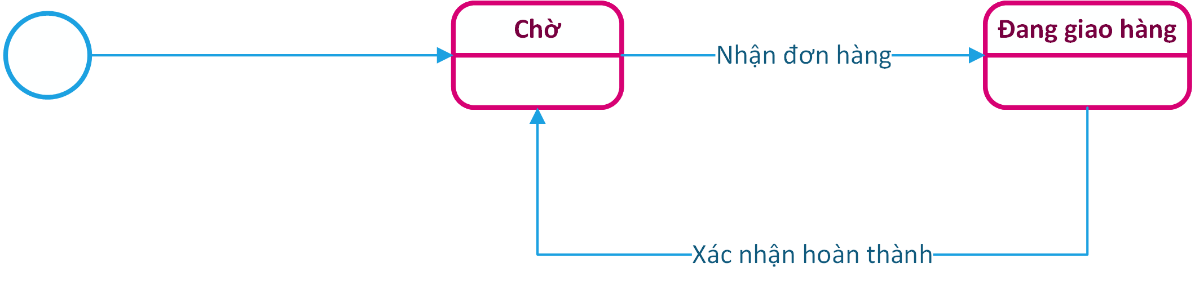 Chờ
Đang giao hàng
Nhận đơn hàng
Xác nhận hoàn thành